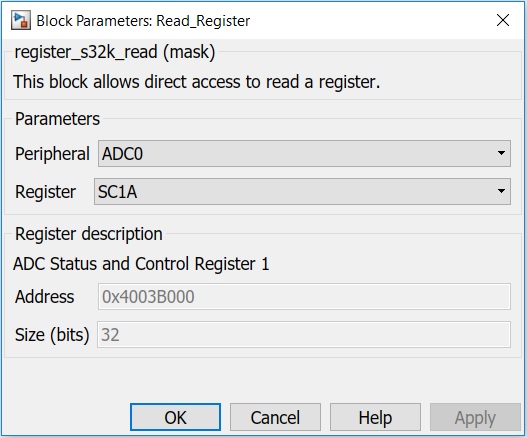 Block Parameters: Read_Register
register_s32k_read (mask)
This block allows direct access to read a register.
Parameters
Peripheral ADC0
Register SC1A
Register description
ADC Status and Control Register 1
Address 0x4003B000
Size (bits) 32
OK Cancel Help Apply